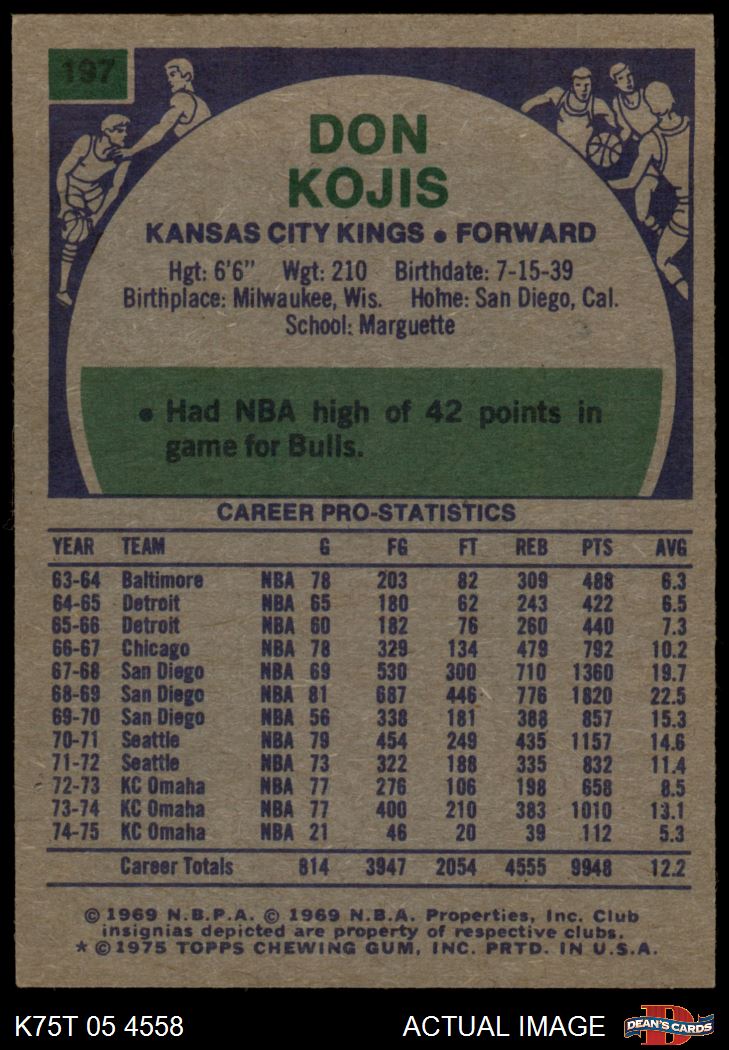 197
DON
KOJIS
KANSAS CITY KINGS • FORWARD
Hgt: 6'6" Wgt: 210 Birthdate: 7-15-39
Birthplace: Milwaukee, Wis. Home: San Diego, Cal.
School: Marguette
• Had NBA high of 42 points in
game for Bulls.
CAREER PRO-STATISTICS
YEAR TEAM G FG FT REB PTS AVG
63-64 Baltimore NBA 78 203 82 309 488 6.3
64-65 Detroit NBA 65 180 62 243 422 6.5
65-66 Detroit NBA 60 182 76 260 440 7.3
66-67 Chicago NBA 78 329 134 479 792 10.2
67-68 San Diego NBA 69 530 300 710 1360 19.7
68-69 San Diego NBA 81 687 446 776 1820 22.5
69-70 San Diego NBA 56 338 181 388 857 15.3
70-71 Seattle NBA 79 454 249 435 1157 14.6
71-72 Seattle NBA 73 322 188 335 832 11.4
72-73 KC Omaha NBA 77 276 106 198 658 8.5
73-74 KC Omaha NBA 77 400 210 383 1010 13.1
74-75 KC Omaha NBA 21 46 20 39 112 5.3
Career Totals 814 3947 2054 4555 9948 12.2
© 1969 N.B.P.A. © 1969 N.B.A. Properties, Inc. Club
insignias depicted are property of respective clubs.
* © 1975 TOPPS CHEWING GUM, INC. PRTD. IN U.S.A.
K75T 05 4558 ACTUAL IMAGE D DEAN'S CARDS